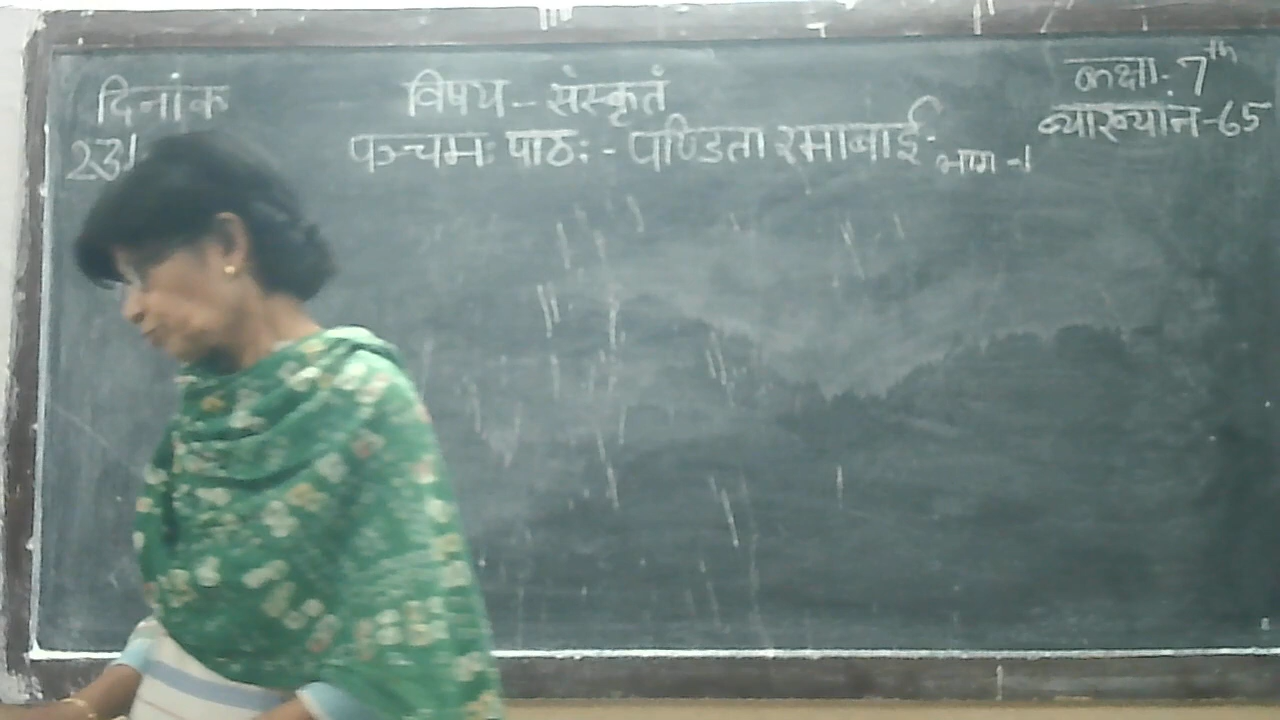 दिनांक
विषय - संस्कृतं
कक्षा - 7th
23/
पञ्चमः पाठः - पण्डिता रमाबाई - भाग -1
व्याख्यान - 65